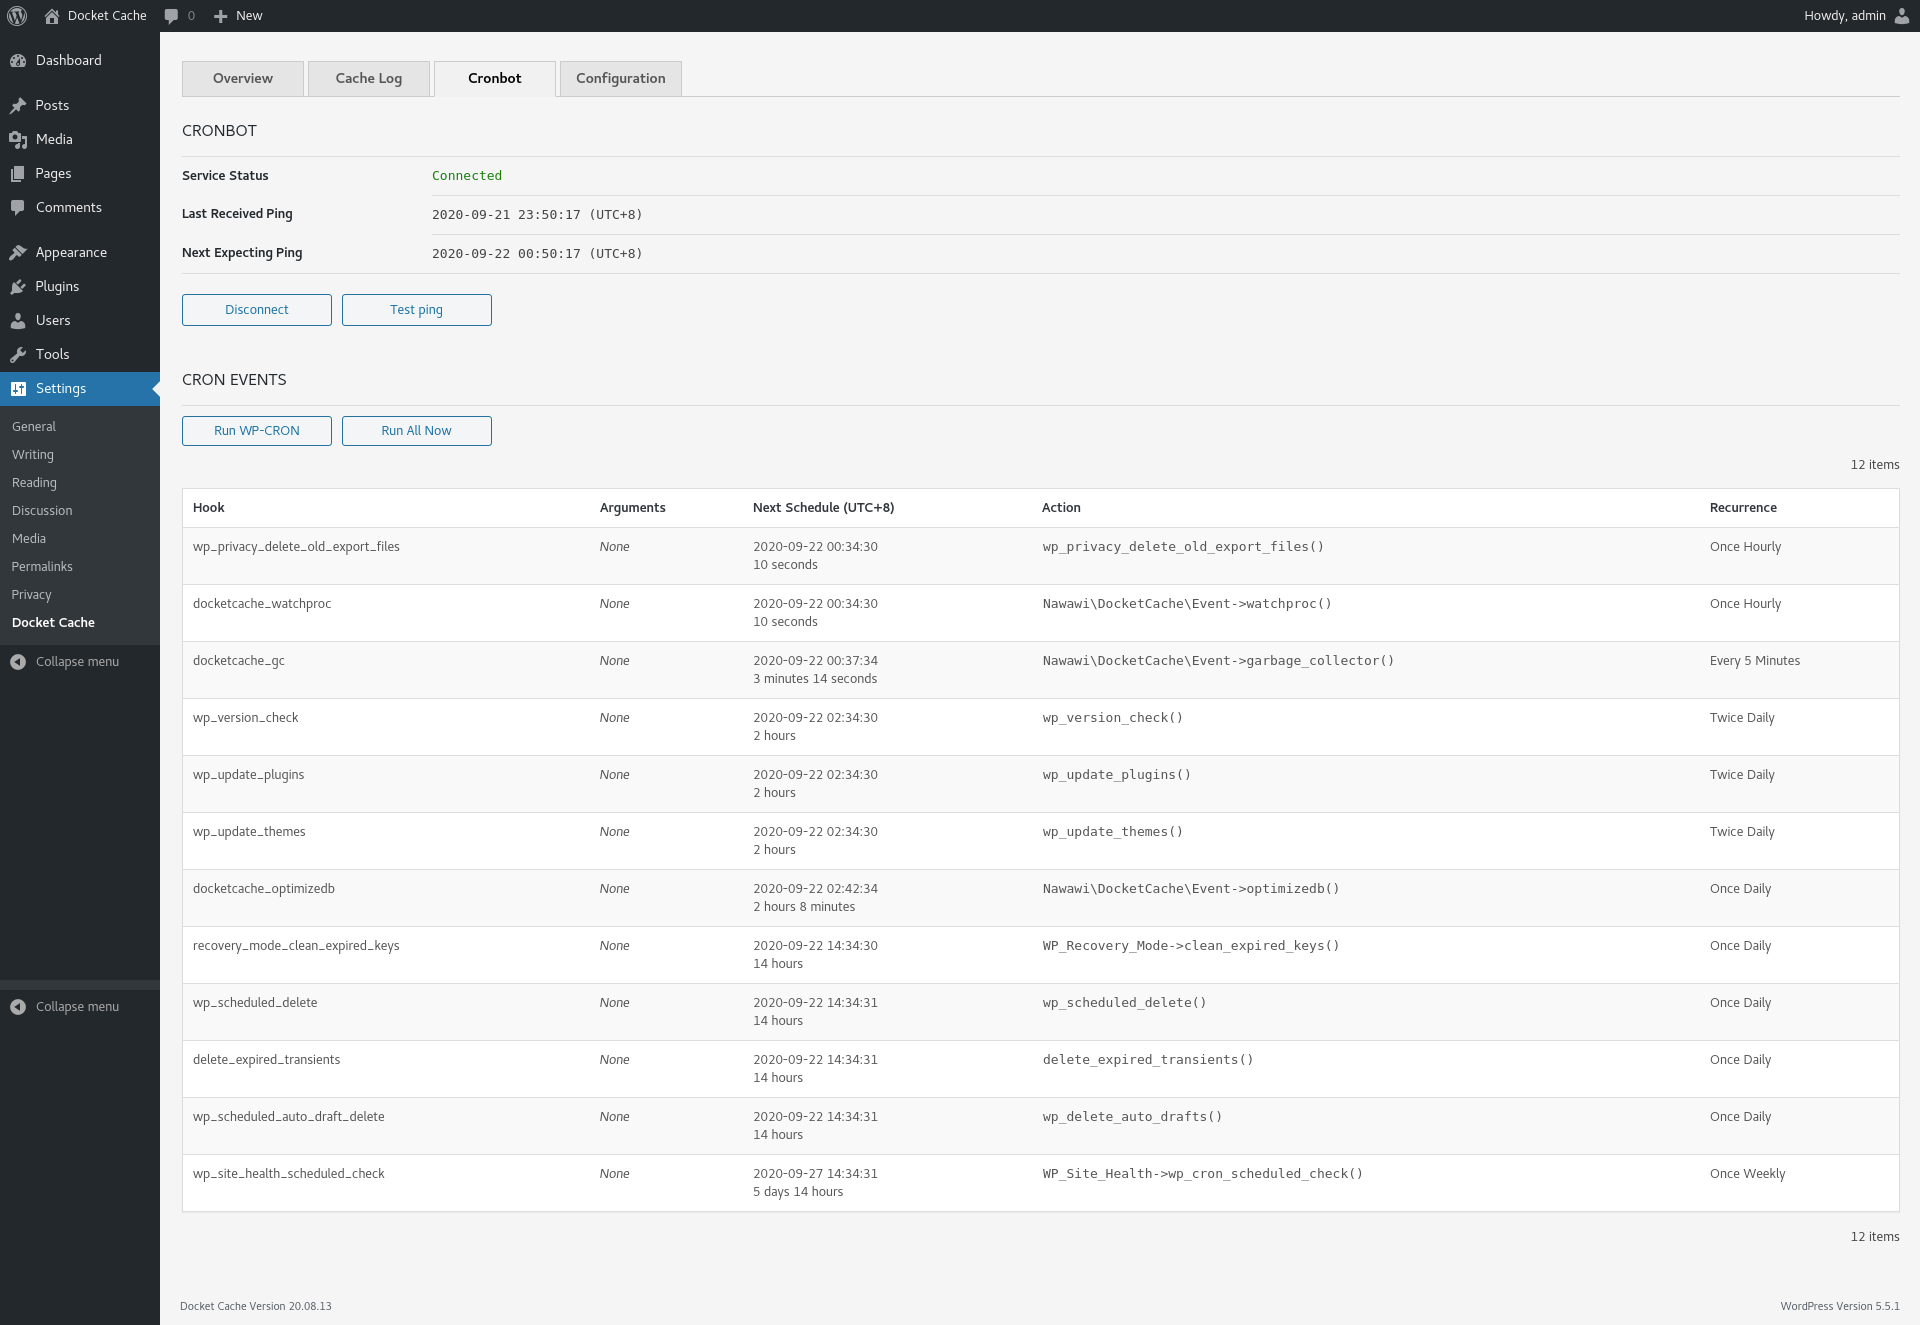 Docket Cache 0 New Howdy, admin
Dashboard
Posts
Media
Pages
Comments
Appearance
Plugins
Users
Tools
Settings
General
Writing
Reading
Discussion
Media
Permalinks
Privacy
Docket Cache
Collapse menu
Collapse menu
Overview Cache Log Cronbot Configuration
CRONBOT
Service Status Connected
Last Received Ping 2020-09-21 23:50:17 (UTC+8)
Next Expecting Ping 2020-09-22 00:50:17 (UTC+8)
Disconnect Test ping
CRON EVENTS
Run WP-CRON Run All Now
12 items
Hook Arguments Next Schedule (UTC+8) Action Recurrence
wp_privacy_delete_old_export_files None 2020-09-22 00:34:30 wp_privacy_delete_old_export_files() Once Hourly
10 seconds
docketcache_watchproc None 2020-09-22 00:34:30 Nawawi\DocketCache\Event->watchproc() Once Hourly
10 seconds
docketcache_gc None 2020-09-22 00:37:34 Nawawi\DocketCache\Event->garbage_collector() Every 5 Minutes
3 minutes 14 seconds
wp_version_check None 2020-09-22 02:34:30 wp_version_check() Twice Daily
2 hours
wp_update_plugins None 2020-09-22 02:34:30 wp_update_plugins() Twice Daily
2 hours
wp_update_themes None 2020-09-22 02:34:30 wp_update_themes() Twice Daily
2 hours
docketcache_optimizedb None 2020-09-22 02:42:34 Nawawi\DocketCache\Event->optimizedb() Once Daily
2 hours 8 minutes
recovery_mode_clean_expired_keys None 2020-09-22 14:34:30 WP_Recovery_Mode->clean_expired_keys() Once Daily
14 hours
wp_scheduled_delete None 2020-09-22 14:34:31 wp_scheduled_delete() Once Daily
14 hours
delete_expired_transients None 2020-09-22 14:34:31 delete_expired_transients() Once Daily
14 hours
wp_scheduled_auto_draft_delete None 2020-09-22 14:34:31 wp_delete_auto_drafts() Once Daily
14 hours
wp_site_health_scheduled_check None 2020-09-27 14:34:31 WP_Site_Health->wp_cron_scheduled_check() Once Weekly
5 days 14 hours
12 items
Docket Cache Version 20.08.13 WordPress Version 5.5.1